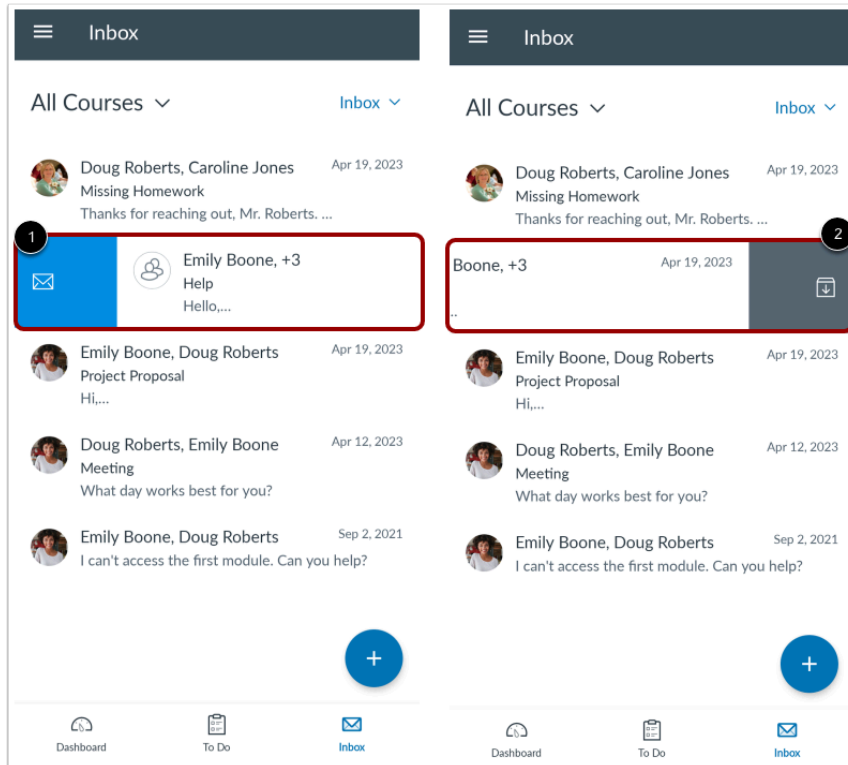 Inbox
All Courses
Inbox
Doug Roberts, Caroline Jones
Apr 19, 2023
Missing Homework
Thanks for reaching out, Mr. Roberts. ...
1
Emily Boone, +3
Help
Hello,...
Emily Boone, Doug Roberts
Apr 19, 2023
Project Proposal
Hi,...
Doug Roberts, Emily Boone
Apr 12, 2023
Meeting
What day works best for you?
Emily Boone, Doug Roberts
Sep 2, 2021
I can't access the first module. Can you help?
+
Dashboard
To Do
Inbox
Inbox
All Courses
Inbox
Doug Roberts, Caroline Jones
Apr 19, 2023
Missing Homework
Thanks for reaching out, Mr. Roberts. ...
2
Boone, +3
Apr 19, 2023
..
Emily Boone, Doug Roberts
Apr 19, 2023
Project Proposal
Hi,...
Doug Roberts, Emily Boone
Apr 12, 2023
Meeting
What day works best for you?
Emily Boone, Doug Roberts
Sep 2, 2021
I can't access the first module. Can you help?
+
Dashboard
To Do
Inbox